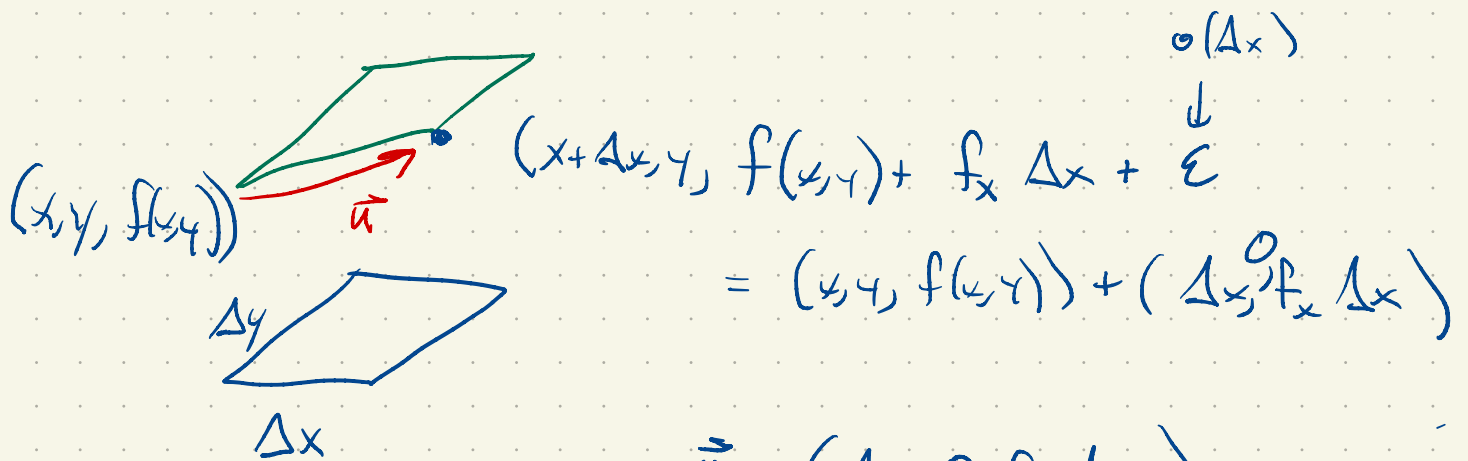 o(Δx)
↓
(x+Δx, y, f(x,y) + f_x Δx + ε
(x, y, f(x,y))
u⃗
= (x, y, f(x,y)) + (Δx, 0, f_x Δx)
Δy
Δx